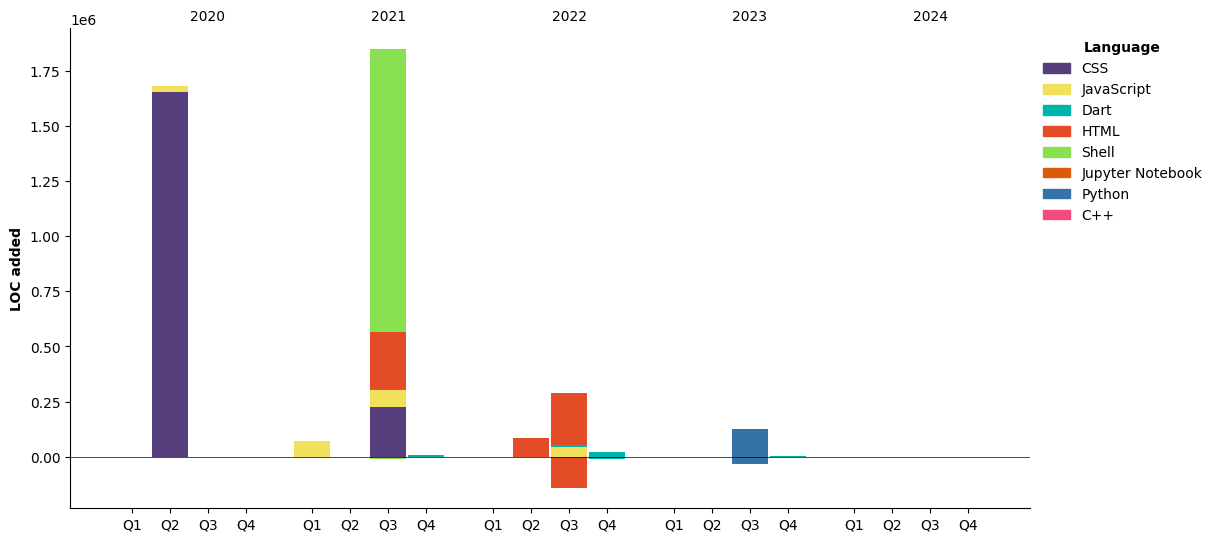 1e6
2020 2021 2022 2023 2024
Language
CSS
JavaScript
Dart
HTML
Shell
Jupyter Notebook
Python
C++
LOC added
1.75
1.50
1.25
1.00
0.75
0.50
0.25
0.00
Q1 Q2 Q3 Q4 Q1 Q2 Q3 Q4 Q1 Q2 Q3 Q4 Q1 Q2 Q3 Q4 Q1 Q2 Q3 Q4